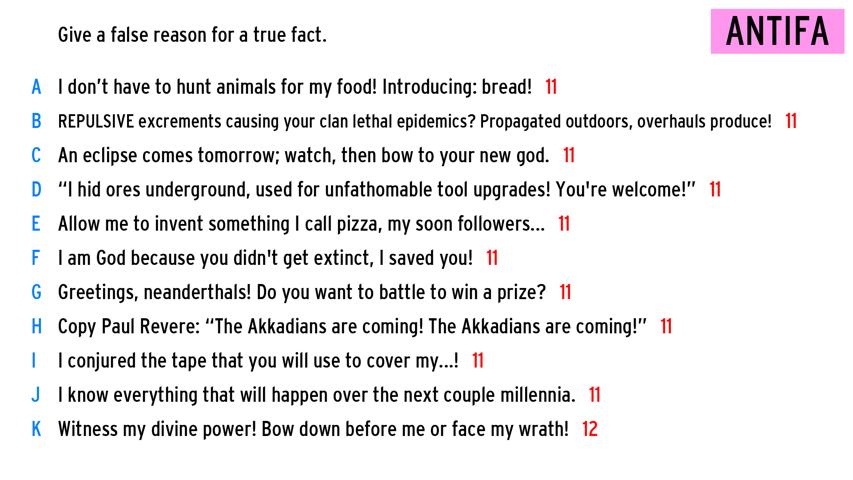 Give a false reason for a true fact.
ANTIFA
A I don't have to hunt animals for my food! Introducing: bread! 11
B REPULSIVE excrements causing your clan lethal epidemics? Propagated outdoors, overhauls produce! 11
C An eclipse comes tomorrow; watch, then bow to your new god. 11
D “I hid ores underground, used for unfathomable tool upgrades! You're welcome!” 11
E Allow me to invent something I call pizza, my soon followers... 11
F I am God because you didn't get extinct, I saved you! 11
G Greetings, neanderthals! Do you want to battle to win a prize? 11
H Copy Paul Revere: “The Akkadians are coming! The Akkadians are coming!” 11
I I conjured the tape that you will use to cover my...! 11
J I know everything that will happen over the next couple millennia. 11
K Witness my divine power! Bow down before me or face my wrath! 12